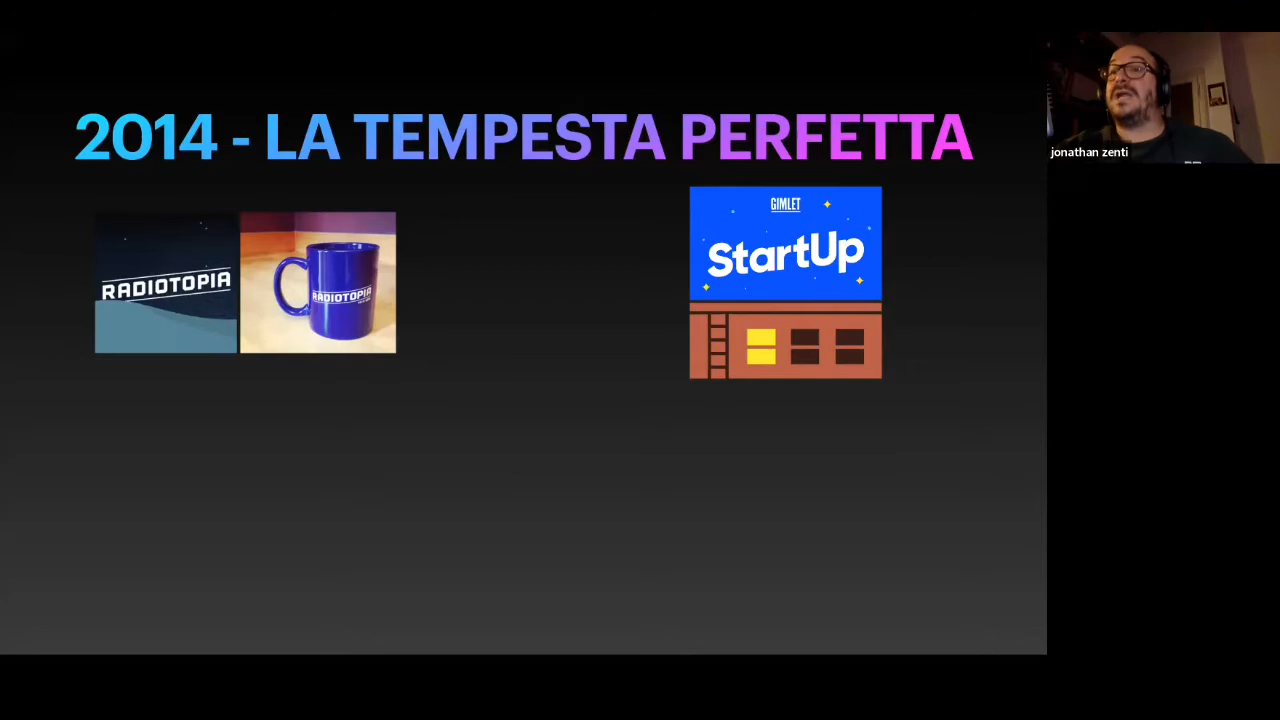 2014 - LA TEMPESTA PERFETTA
jonathan zenti
RADIOTOPIA
RADIOTOPIA
GIMLET
StartUp